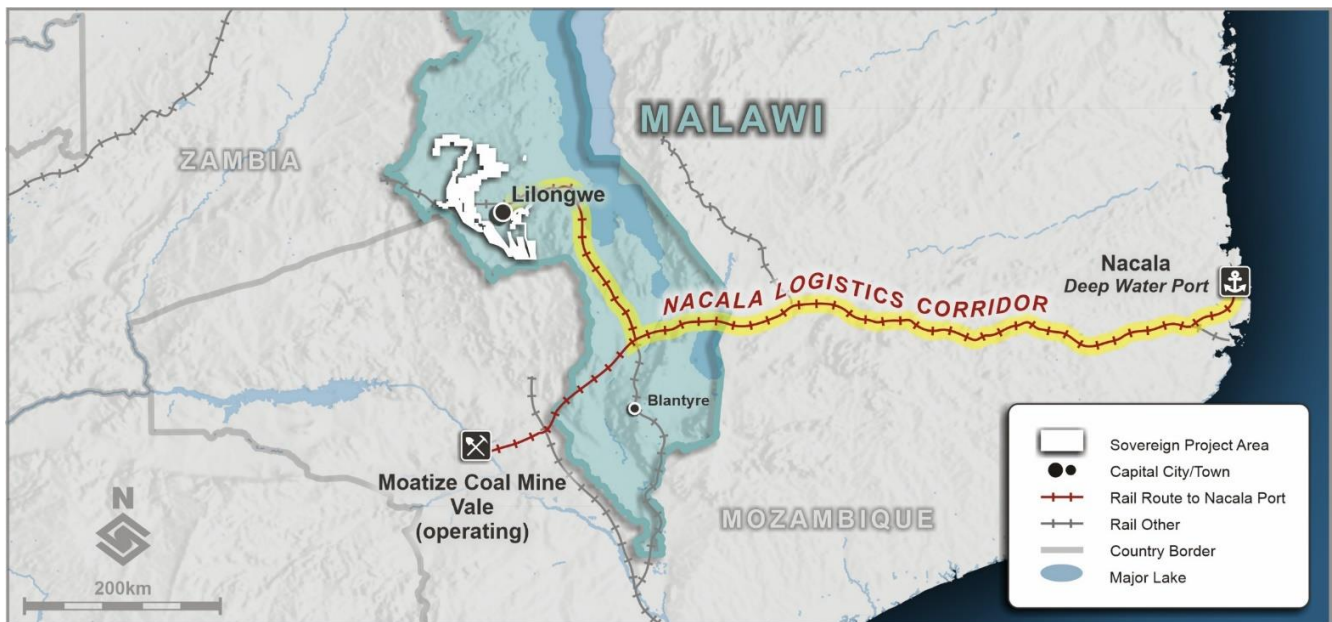 MALAWI
ZAMBIA
Lilongwe
Nacala
Deep Water Port
NACALA LOGISTICS CORRIDOR
Blantyre
Moatize Coal Mine
Vale
(operating)
MOZAMBIQUE
N
200km
Sovereign Project Area
Capital City/Town
Rail Route to Nacala Port
Rail Other
Country Border
Major Lake